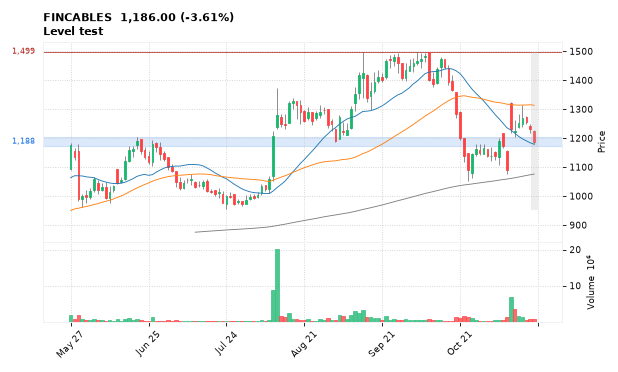 FINCABLES 1,186.00 (-3.61%)
Level test
1,499
1,188
1500
1400
1300
1200
1100
1000
900
Price
20
10
Volume 10⁶
May 27
Jun 25
Jul 24
Aug 21
Sep 21
Oct 21